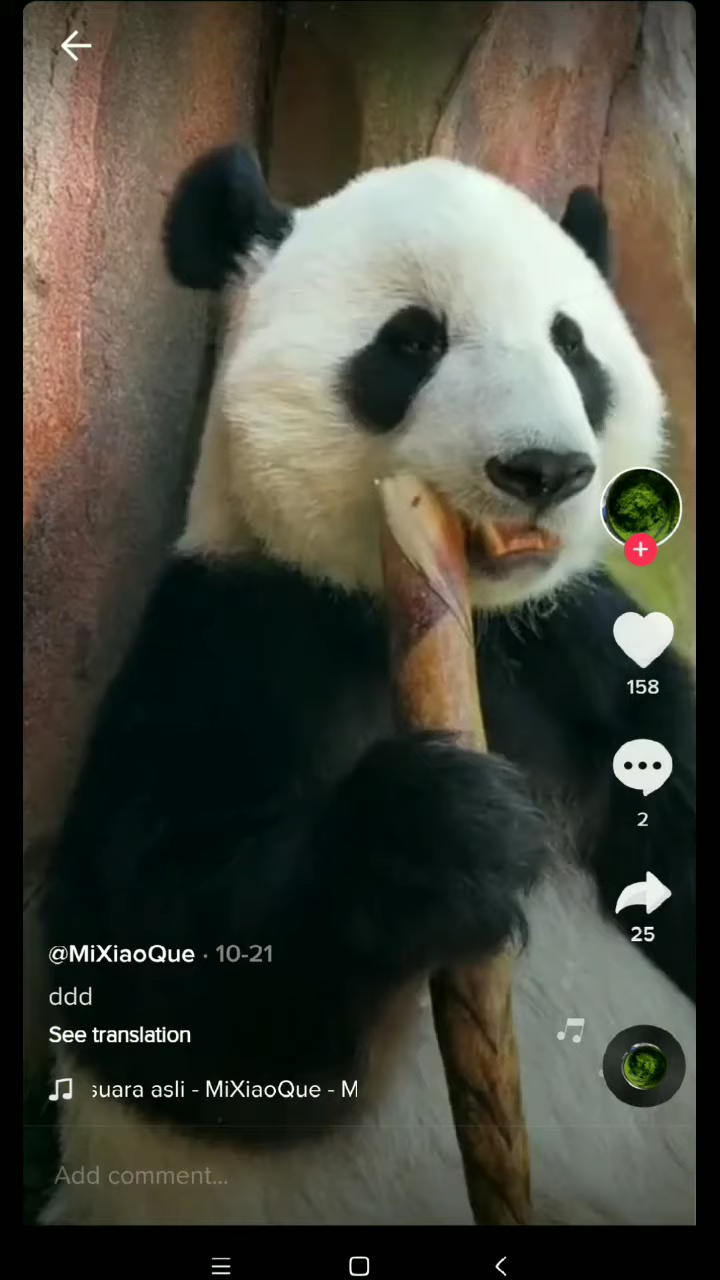 158
2
25
@MiXiaoQue · 10-21
ddd
See translation
suara asli - MiXiaoQue - M
Add comment...